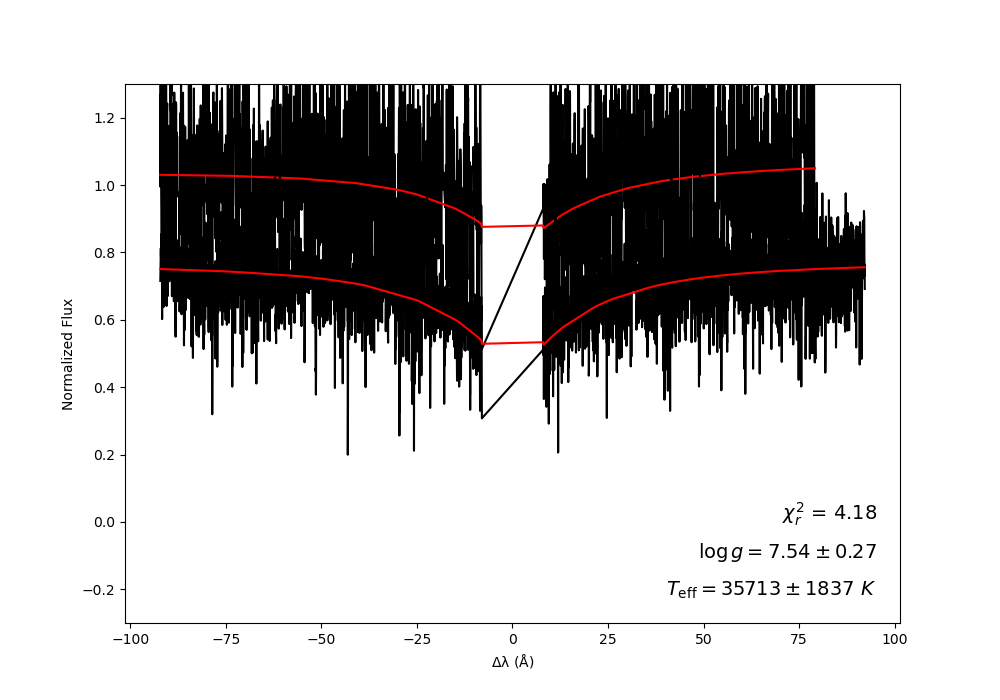 1.2
1.0
0.8
0.6
0.4
0.2
0.0
−0.2
Normalized Flux
χ²ᵣ = 4.18
log g = 7.54 ± 0.27
T_eff = 35713 ± 1837 K
−100 −75 −50 −25 0 25 50 75 100
Δλ (Å)